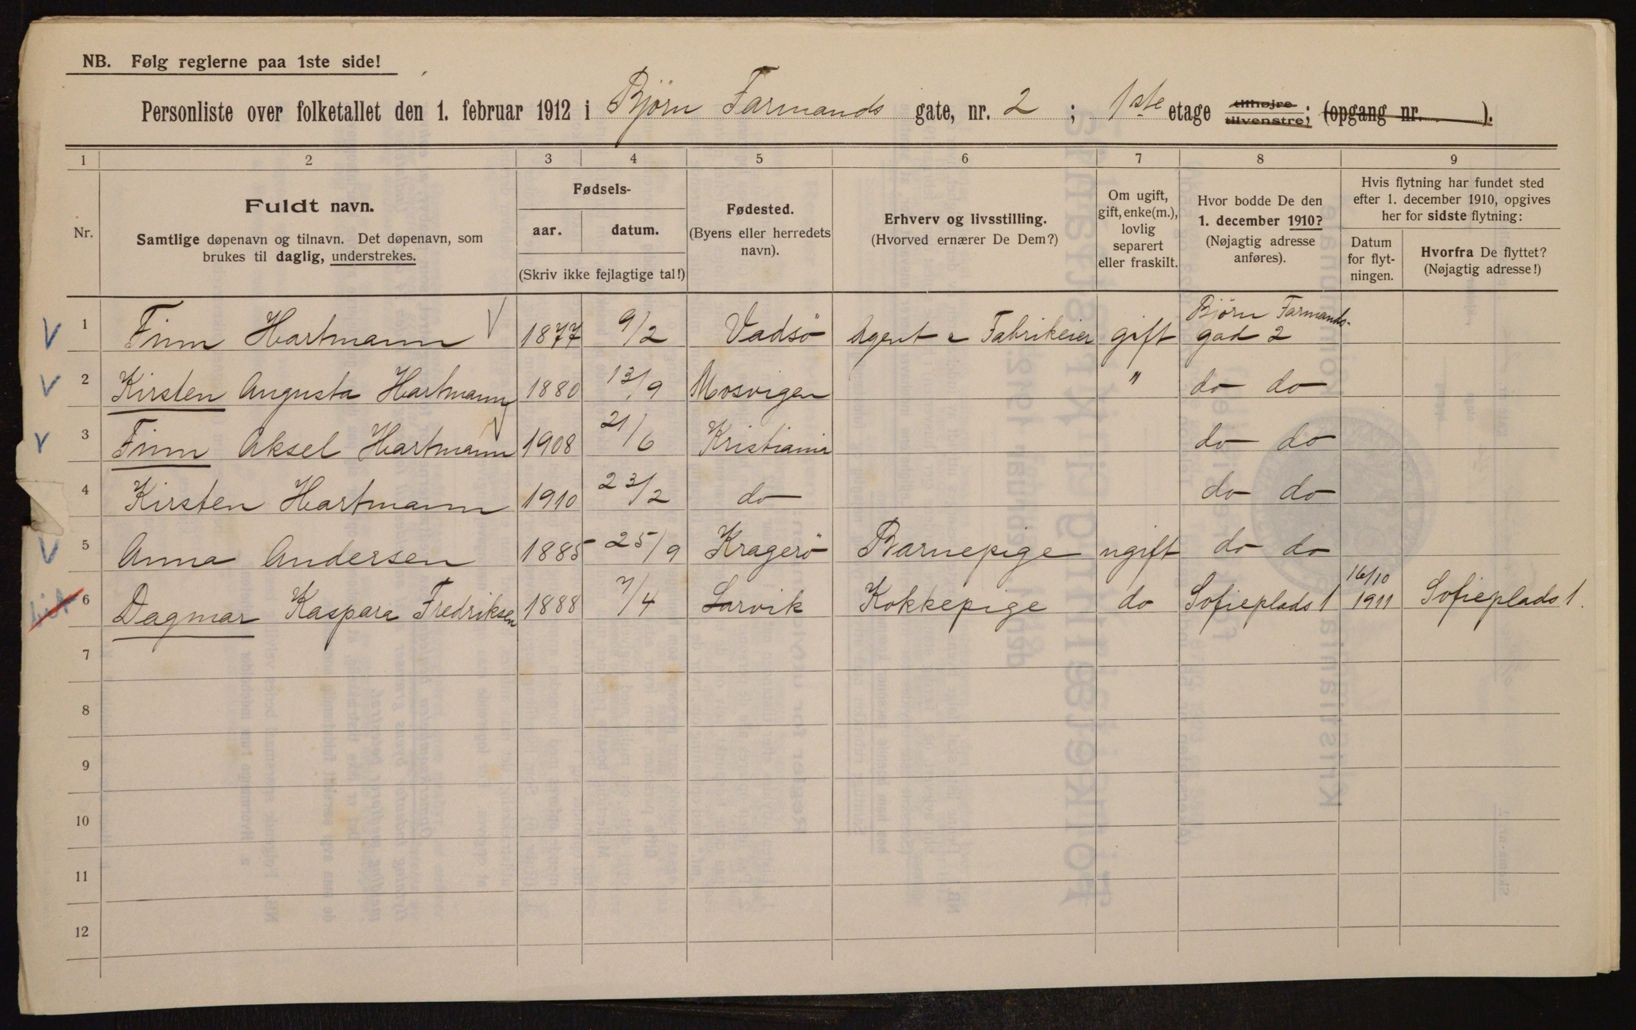 NB. Følg reglerne paa 1ste side!
Personliste over folketallet den 1. februar 1912 i Bjørn Farmands gate, nr. 2 ; 1ste etage tilhøjre tilvenstre; (opgang nr. ).
1 2 3 4 5 6 7 8 9
Nr.
Fuldt navn.
Samtlige døpenavn og tilnavn. Det døpenavn, som
brukes til daglig, understrekes.
Fødsels-
aar. datum.
(Skriv ikke fejlagtige tal!)
Fødested.
(Byens eller herredets
navn).
Erhverv og livsstilling.
(Hvorved ernærer De Dem?)
Om ugift,
gift, enke(m.),
lovlig
separert
eller fraskilt.
Hvor bodde De den
1. december 1910?
(Nøjagtig adresse
anføres).
Hvis flytning har fundet sted
efter 1. december 1910, opgives
her for sidste flytning:
Datum
for flyt-
ningen.
Hvorfra De flyttet?
(Nøjagtig adresse!)
1 Finn Hartmann 1877 9/2 Vadsö Agent & Fabrikeier gift Bjørn Farmands-
gad 2
2 Kirsten Augusta Hartmann 1880 13/9 Mosvigen " do do
3 Finn Aksel Hartmann 1908 21/6 Kristiania do do
4 Kirsten Hartmann 1910 23/2 do do do
5 Anna Andersen 1885 25/9 Kragerö Barnepige ugift do do
6 Dagmar Kaspara Fredriksen 1888 7/4 Larvik Kokkepige do Sofieplads 1 16/10 1911 Sofieplads 1.
7
8
9
10
11
12